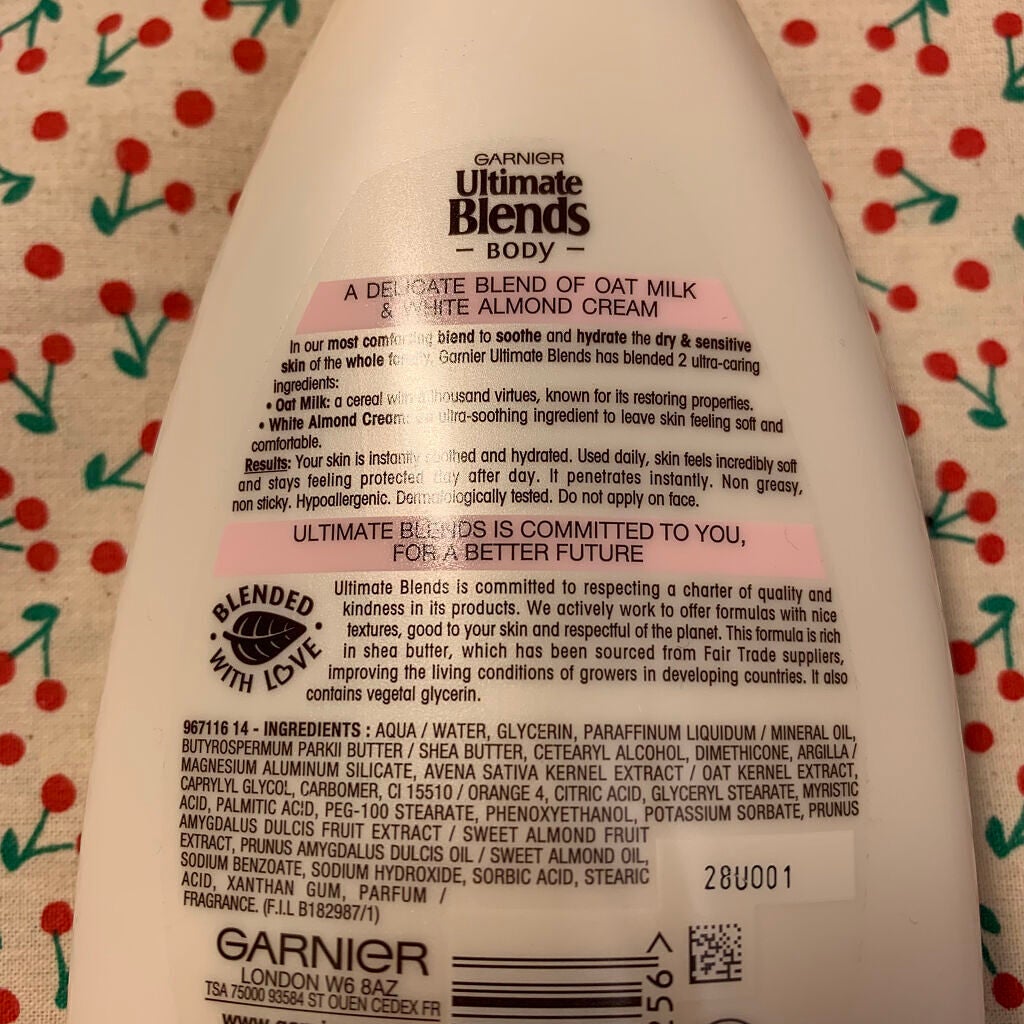 GARNIER
Ultimate
Blends
– BODY –
A DELICATE BLEND OF OAT MILK
& WHITE ALMOND CREAM
In our most comforting blend to soothe and hydrate the dry & sensitive
skin of the whole family, Garnier Ultimate Blends has blended 2 ultra-caring
ingredients:
• Oat Milk: a cereal with a thousand virtues, known for its restoring properties.
• White Almond Cream: ultra-soothing ingredient to leave skin feeling soft and
comfortable.
Results: Your skin is instantly soothed and hydrated. Used daily, skin feels incredibly soft
and stays feeling protected day after day. It penetrates instantly. Non greasy,
non sticky. Hypoallergenic. Dermatologically tested. Do not apply on face.
ULTIMATE BLENDS IS COMMITTED TO YOU,
FOR A BETTER FUTURE
BLENDED
WITH LOVE
Ultimate Blends is committed to respecting a charter of quality and
kindness in its products. We actively work to offer formulas with nice
textures, good to your skin and respectful of the planet. This formula is rich
in shea butter, which has been sourced from Fair Trade suppliers,
improving the living conditions of growers in developing countries. It also
contains vegetal glycerin.
967116 14 - INGREDIENTS : AQUA / WATER, GLYCERIN, PARAFFINUM LIQUIDUM / MINERAL OIL,
BUTYROSPERMUM PARKII BUTTER / SHEA BUTTER, CETEARYL ALCOHOL, DIMETHICONE, ARGILLA /
MAGNESIUM ALUMINUM SILICATE, AVENA SATIVA KERNEL EXTRACT / OAT KERNEL EXTRACT,
CAPRYLYL GLYCOL, CARBOMER, CI 15510 / ORANGE 4, CITRIC ACID, GLYCERYL STEARATE, MYRISTIC
ACID, PALMITIC ACID, PEG-100 STEARATE, PHENOXYETHANOL, POTASSIUM SORBATE, PRUNUS
AMYGDALUS DULCIS FRUIT EXTRACT / SWEET ALMOND FRUIT
EXTRACT, PRUNUS AMYGDALUS DULCIS OIL / SWEET ALMOND OIL,
SODIUM BENZOATE, SODIUM HYDROXIDE, SORBIC ACID, STEARIC
ACID, XANTHAN GUM, PARFUM /
FRAGRANCE. (F.I.L B182987/1)
28U001
GARNIER
LONDON W6 8AZ
TSA 75000 93584 ST OUEN CEDEX FR
256>